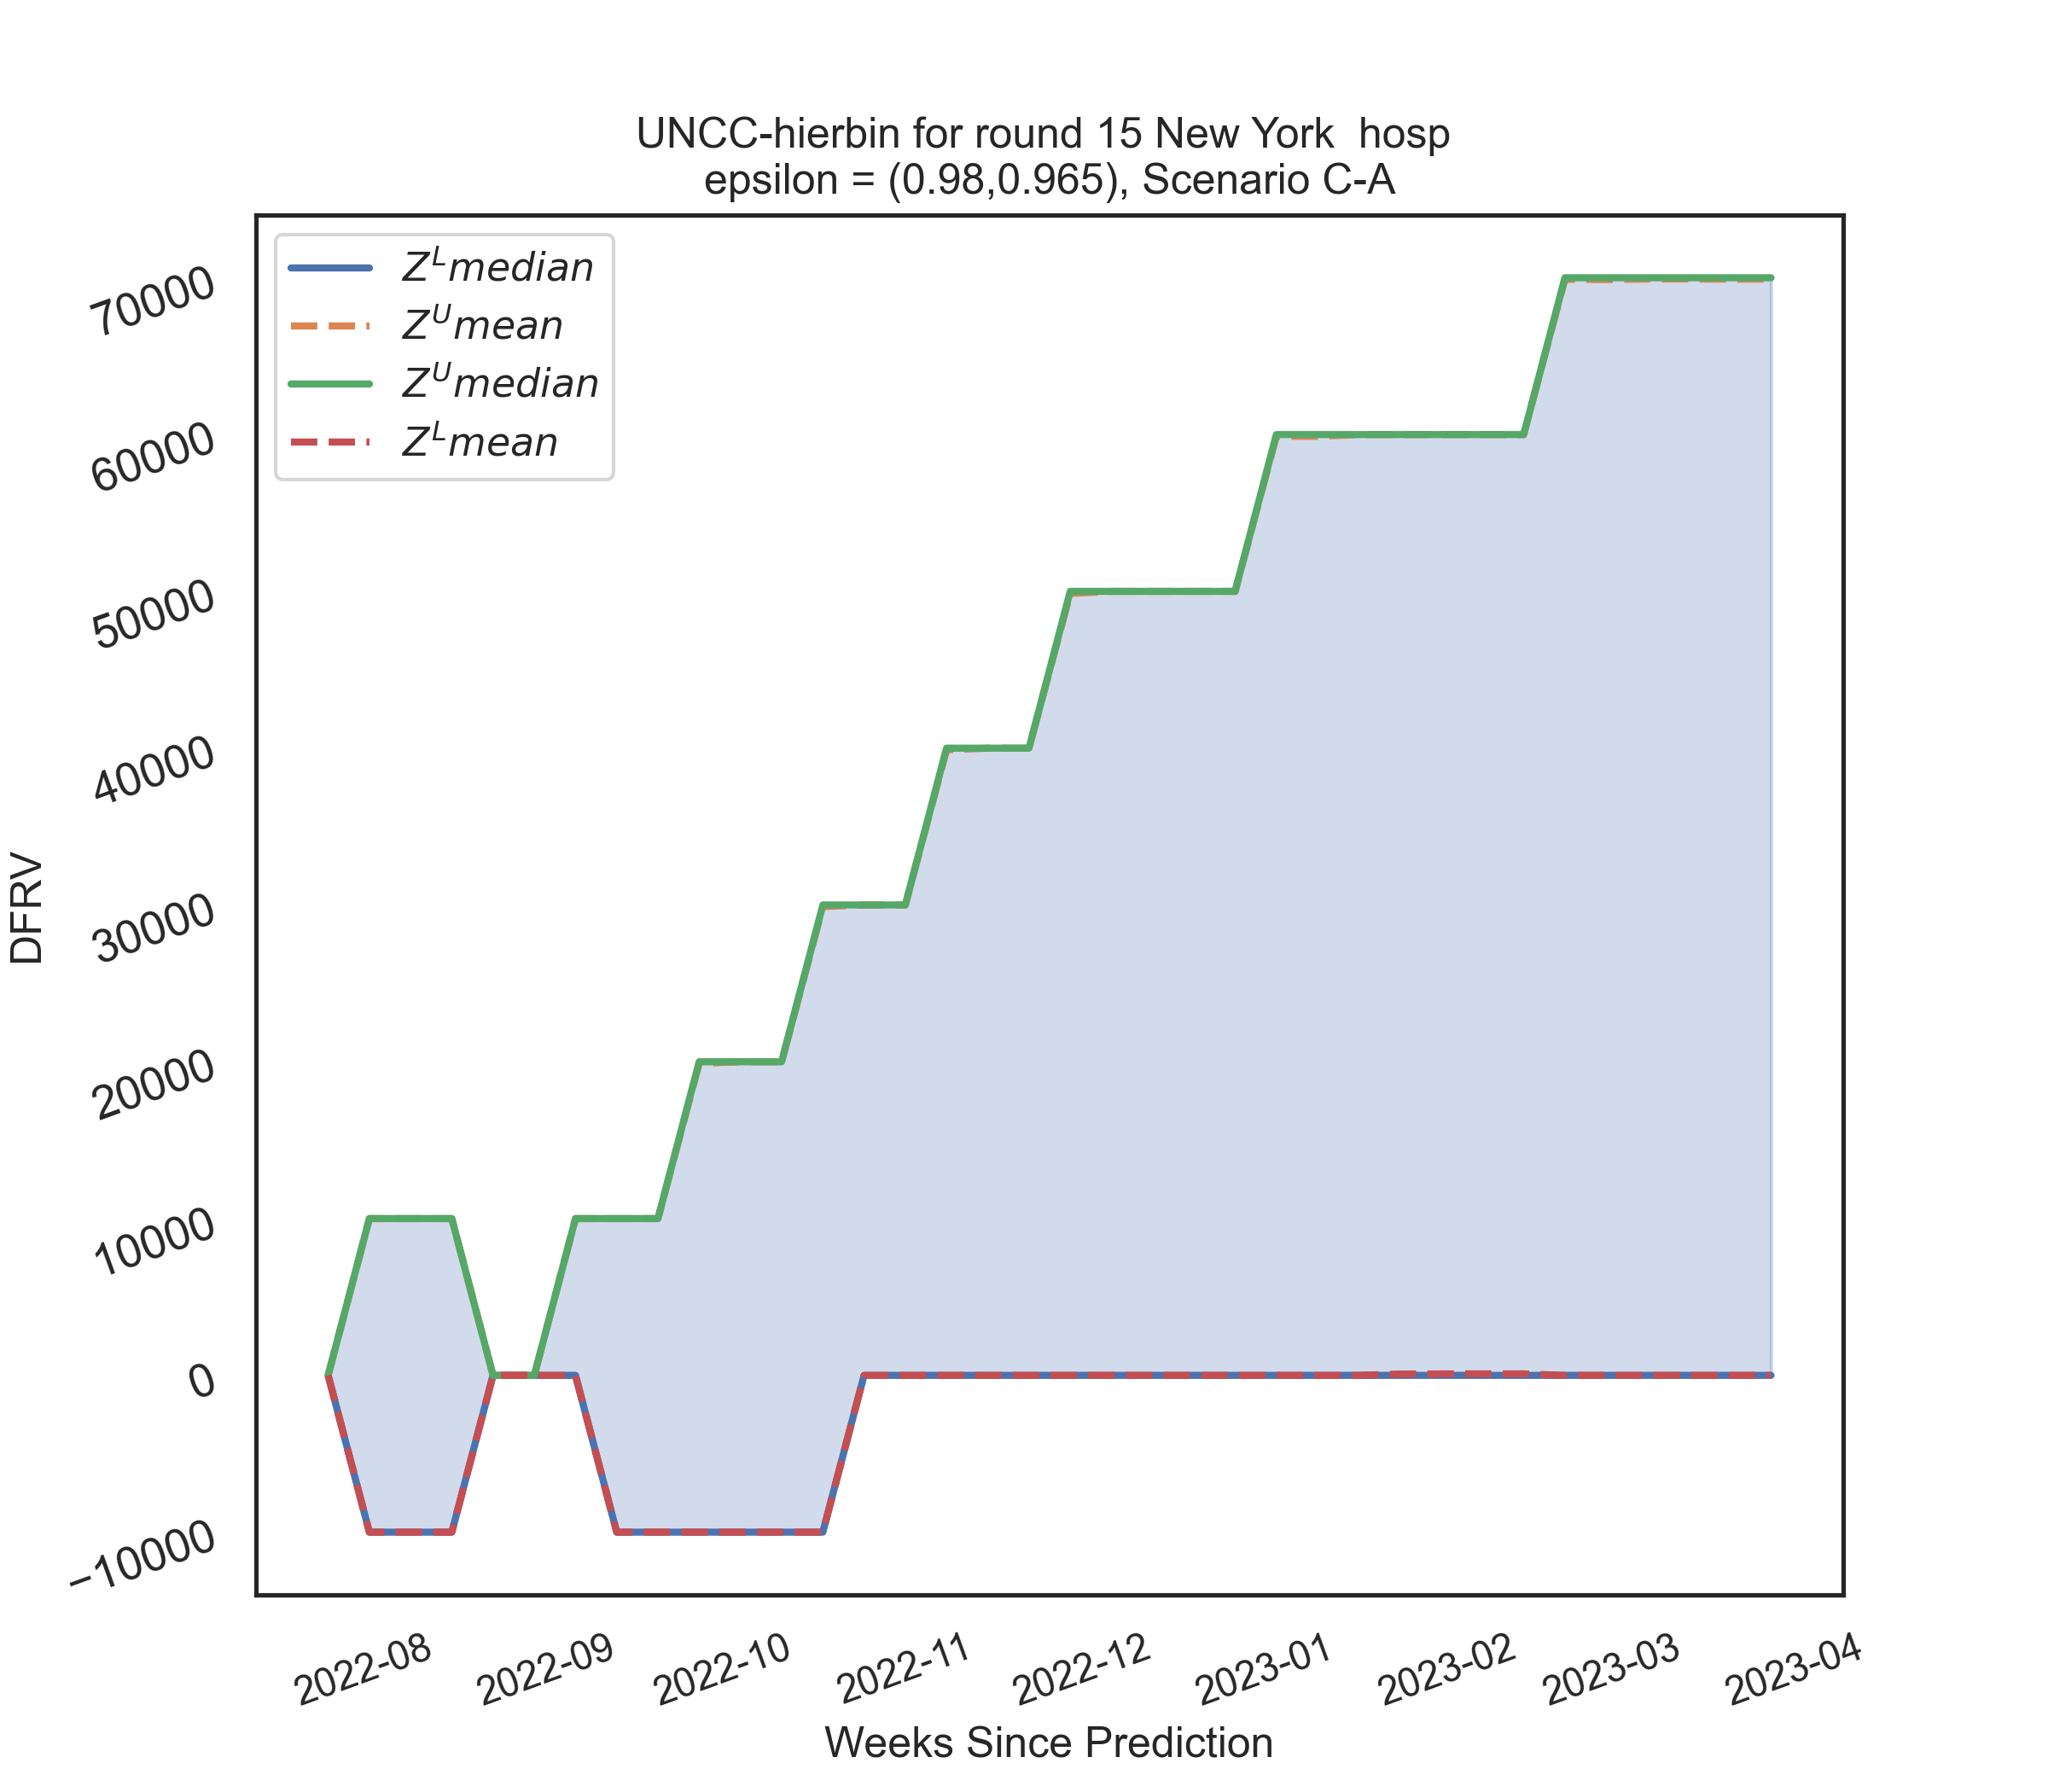 UNCC-hierbin for round 15 New York  hosp
epsilon = (0.98,0.965), Scenario C-A
Z^L median
Z^U mean
Z^U median
Z^L mean
70000
60000
50000
40000
30000
20000
10000
0
−10000
DFRV
2022-08
2022-09
2022-10
2022-11
2022-12
2023-01
2023-02
2023-03
2023-04
Weeks Since Prediction